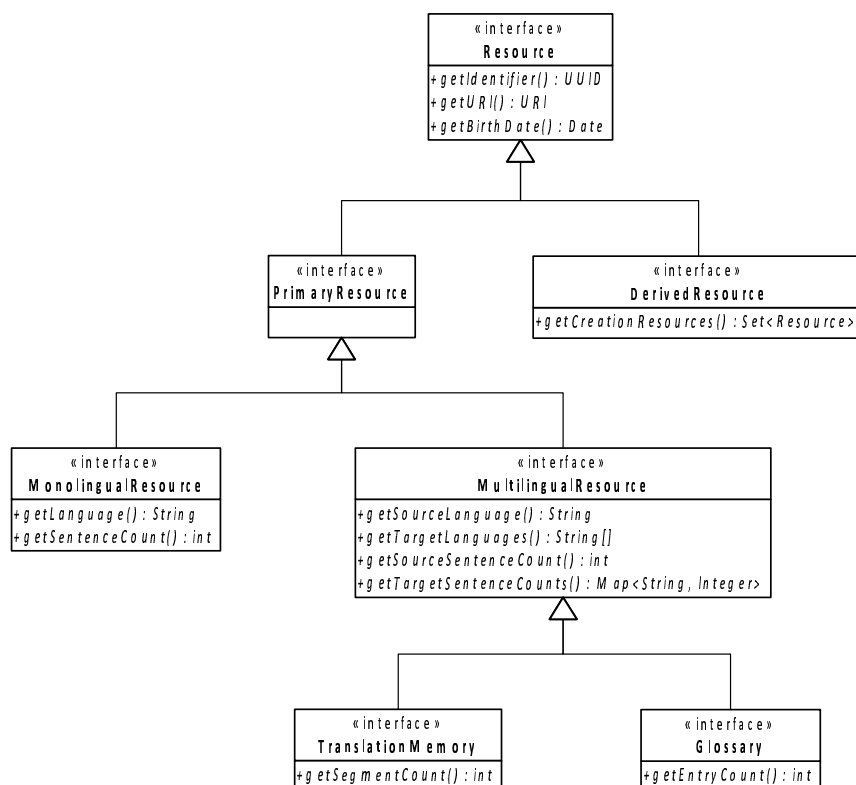 «interface»
Resource
+getIdentifier() : UUID
+getURI() : URI
+getBirthDate() : Date
«interface»
PrimaryResource
«interface»
DerivedResource
+getCreationResources() : Set<Resource>
«interface»
MonolingualResource
+getLanguage() : String
+getSentenceCount() : int
«interface»
MultilingualResource
+getSourceLanguage() : String
+getTargetLanguages() : String[]
+getSourceSentenceCount() : int
+getTargetSentenceCounts() : Map<String, Integer>
«interface»
TranslationMemory
+getSegmentCount() : int
«interface»
Glossary
+getEntryCount() : int